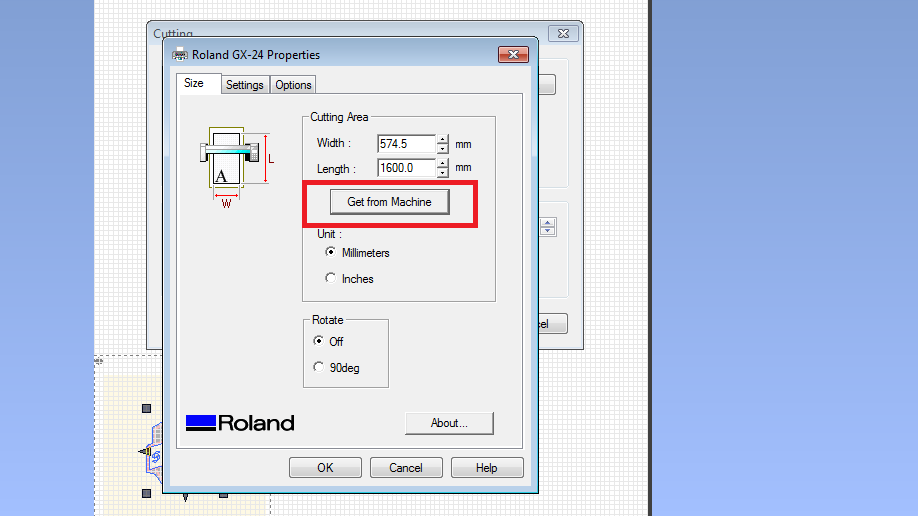 Cutting
Roland GX-24 Properties
Size Settings Options
Cutting Area
Width : 574.5 mm
Length : 1600.0 mm
Get from Machine
Unit :
Millimeters
Inches
Rotate
Off
90deg
L
A
W
Roland
About...
OK Cancel Help